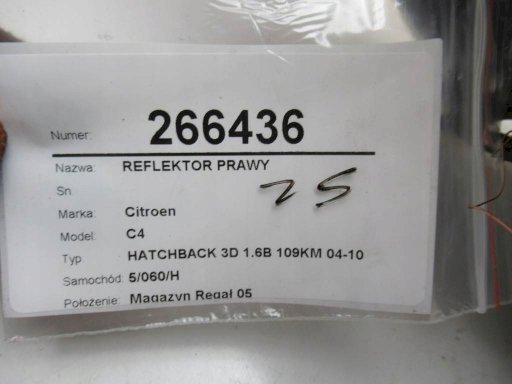 Numer: 266436
Nazwa: REFLEKTOR PRAWY
Sn
25
Marka: Citroen
Model: C4
Typ HATCHBACK 3D 1.6B 109KM 04-10
Samochód: 5/060/H
Położenie: Magazyn Regał 05